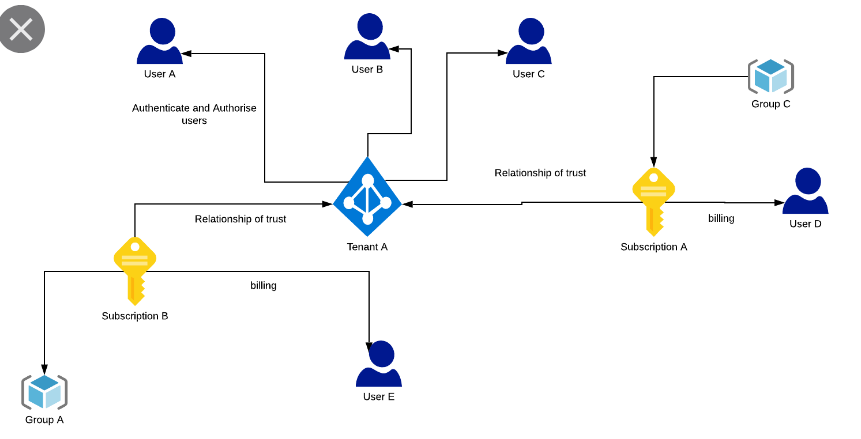 User A
User B
User C
Group C
Authenticate and Authorise
users
Relationship of trust
Relationship of trust
billing
User D
Tenant A
Subscription A
billing
Subscription B
User E
Group A